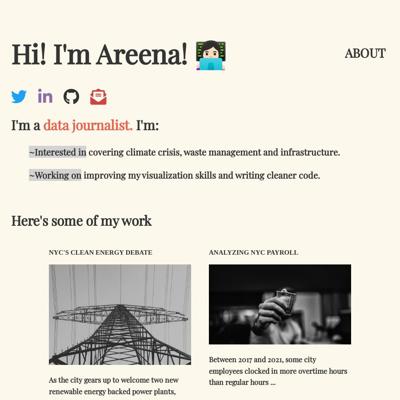 Hi! I'm Areena!
ABOUT
I'm a data journalist. I'm:
~Interested in covering climate crisis, waste management and infrastructure.
~Working on improving my visualization skills and writing cleaner code.
Here's some of my work
NYC'S CLEAN ENERGY DEBATE
As the city gears up to welcome two new
renewable energy backed power plants,
ANALYZING NYC PAYROLL
Between 2017 and 2021, some city
employees clocked in more overtime hours
than regular hours ...